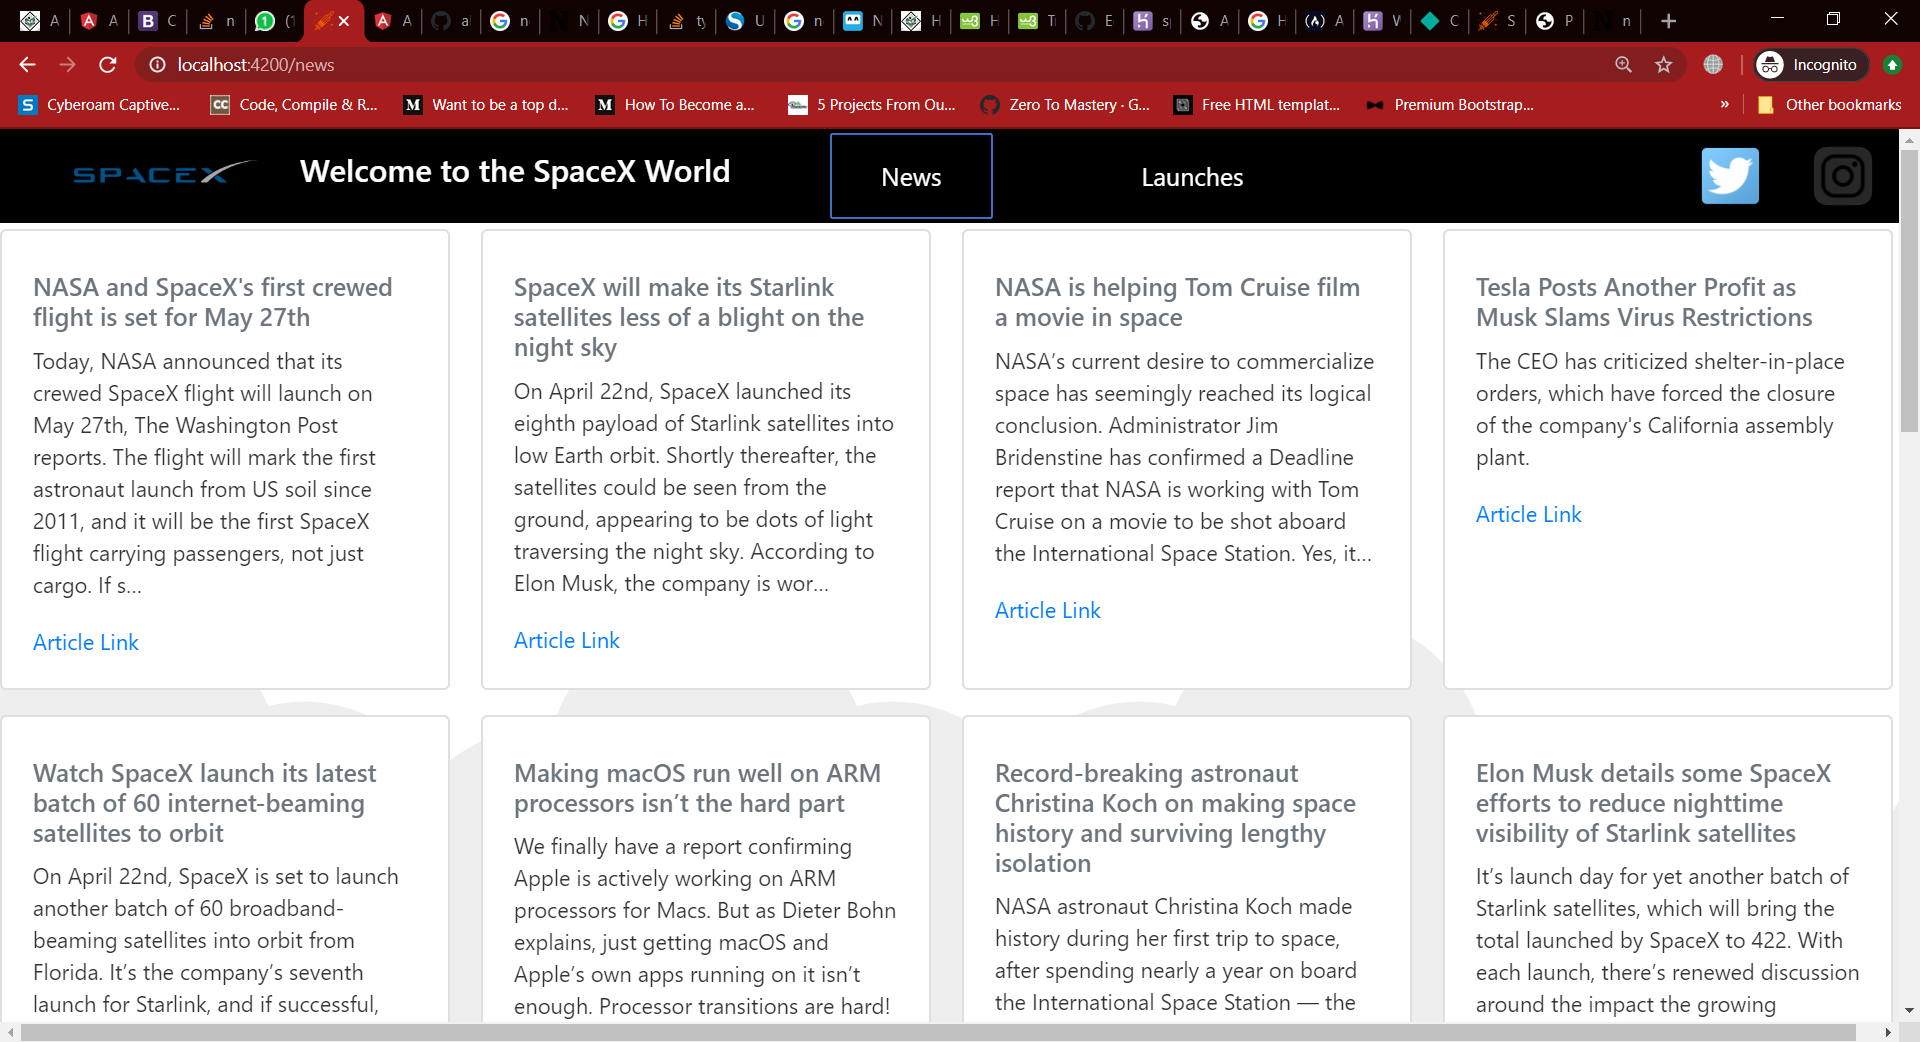 A A C n (1 A al n N H ty U n N H H Ti E s A H A V C S P n
localhost:4200/news
Incognito
S Cyberoam Captive... CC Code, Compile & R... M Want to be a top d... M How To Become a... 5 Projects From Ou... Zero To Mastery · G... Free HTML templat... Premium Bootstrap... » Other bookmarks
SPACEX Welcome to the SpaceX World News Launches
NASA and SpaceX's first crewed
flight is set for May 27th
Today, NASA announced that its
crewed SpaceX flight will launch on
May 27th, The Washington Post
reports. The flight will mark the first
astronaut launch from US soil since
2011, and it will be the first SpaceX
flight carrying passengers, not just
cargo. If s...
Article Link
SpaceX will make its Starlink
satellites less of a blight on the
night sky
On April 22nd, SpaceX launched its
eighth payload of Starlink satellites into
low Earth orbit. Shortly thereafter, the
satellites could be seen from the
ground, appearing to be dots of light
traversing the night sky. According to
Elon Musk, the company is wor...
Article Link
NASA is helping Tom Cruise film
a movie in space
NASA’s current desire to commercialize
space has seemingly reached its logical
conclusion. Administrator Jim
Bridenstine has confirmed a Deadline
report that NASA is working with Tom
Cruise on a movie to be shot aboard
the International Space Station. Yes, it...
Article Link
Tesla Posts Another Profit as
Musk Slams Virus Restrictions
The CEO has criticized shelter-in-place
orders, which have forced the closure
of the company's California assembly
plant.
Article Link
Watch SpaceX launch its latest
batch of 60 internet-beaming
satellites to orbit
On April 22nd, SpaceX is set to launch
another batch of 60 broadband-
beaming satellites into orbit from
Florida. It’s the company’s seventh
launch for Starlink, and if successful,
Making macOS run well on ARM
processors isn’t the hard part
We finally have a report confirming
Apple is actively working on ARM
processors for Macs. But as Dieter Bohn
explains, just getting macOS and
Apple’s own apps running on it isn’t
enough. Processor transitions are hard!
Record-breaking astronaut
Christina Koch on making space
history and surviving lengthy
isolation
NASA astronaut Christina Koch made
history during her first trip to space,
after spending nearly a year on board
the International Space Station — the
Elon Musk details some SpaceX
efforts to reduce nighttime
visibility of Starlink satellites
It’s launch day for yet another batch of
Starlink satellites, which will bring the
total launched by SpaceX to 422. With
each launch, there’s renewed discussion
around the impact the growing